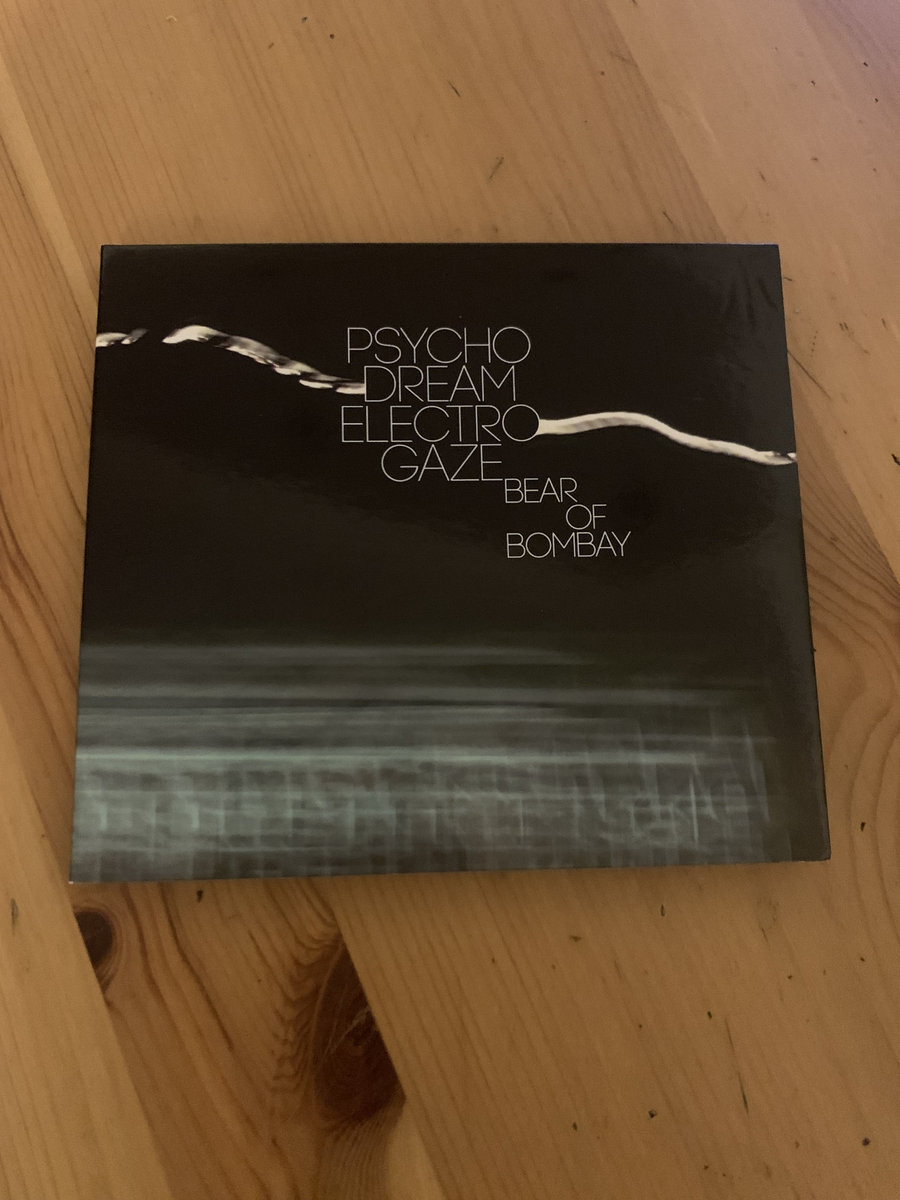 PSYCHO
DREAM
ELECTRO
GAZE
BEAR
OF
BOMBAY